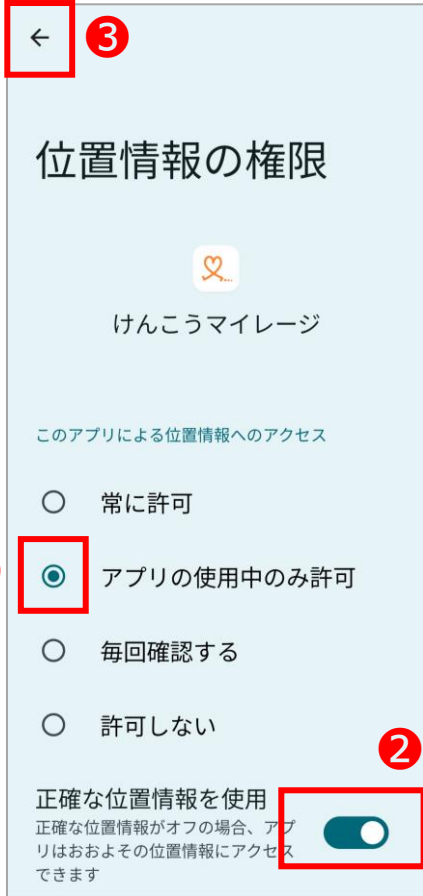 ← ❸
位置情報の権限
けんこうマイレージ
このアプリによる位置情報へのアクセス
常に許可
アプリの使用中のみ許可
毎回確認する
許可しない
❷
正確な位置情報を使用
正確な位置情報がオフの場合、アプ
リはおおよその位置情報にアクセス
できます